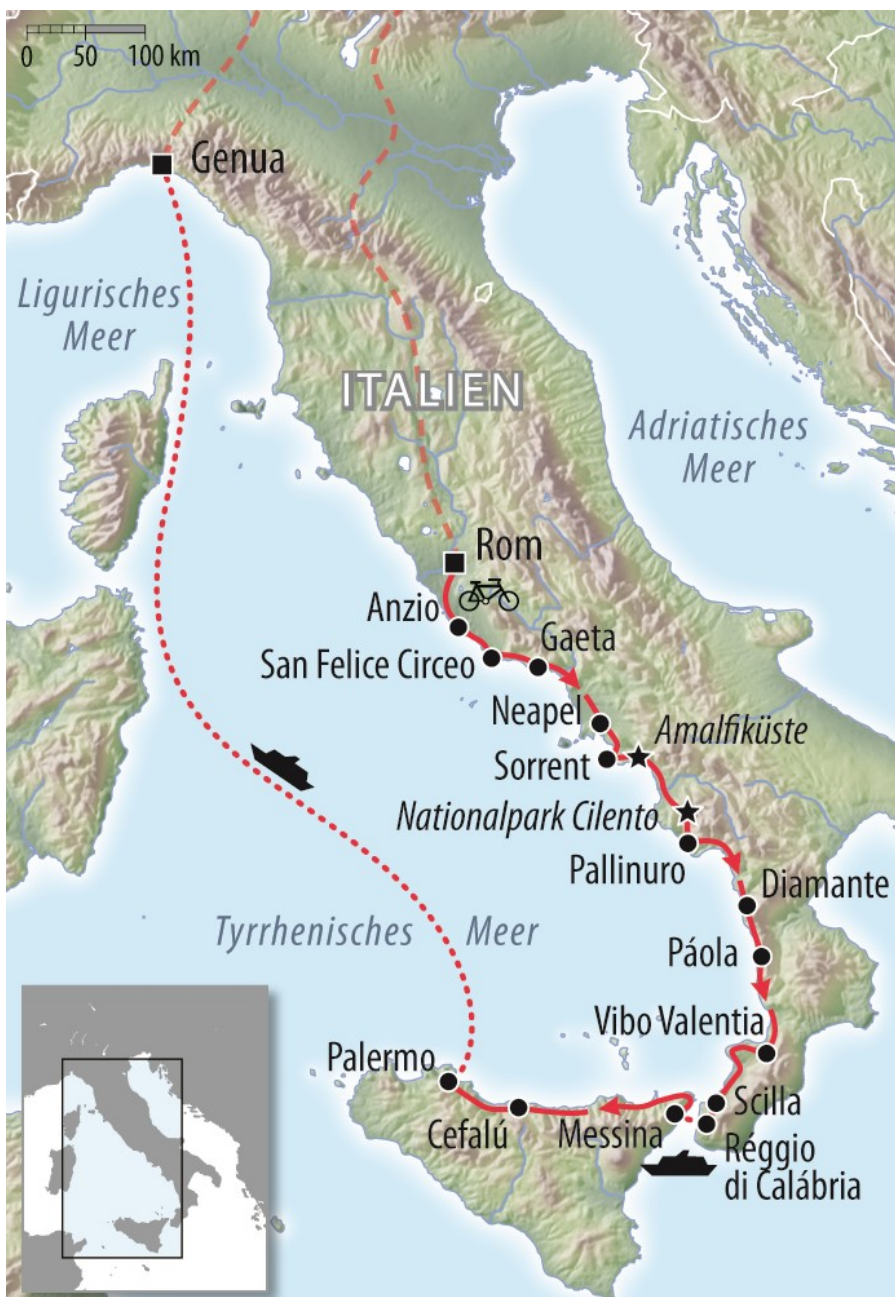 0 50 100 km
Genua
Ligurisches
Meer
ITALIEN
Adriatisches
Meer
Rom
Anzio
Gaeta
San Felice Circeo
Neapel
Amalfiküste
Sorrent
Nationalpark Cilento
Pallinuro
Diamante
Tyrrhenisches Meer
Páola
Vibo Valentia
Palermo
Scilla
Cefalú
Messina
Réggio
di Calábria